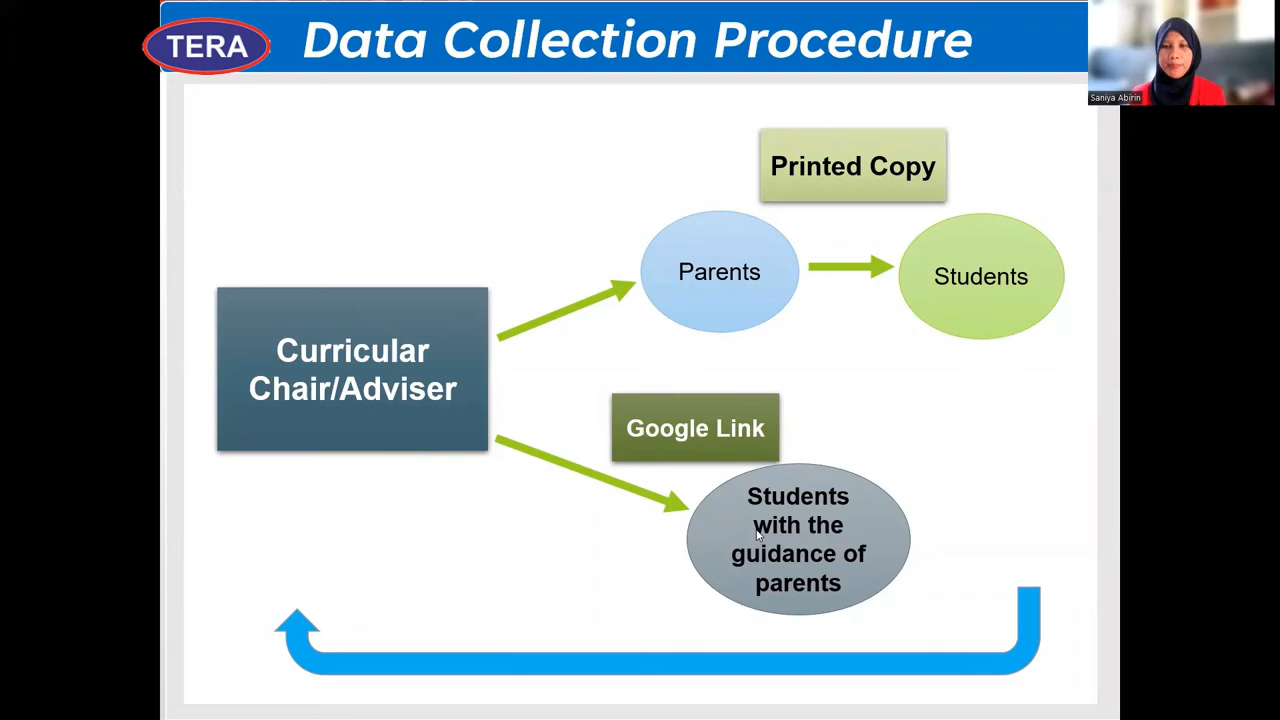 TERA
Data Collection Procedure
Saniya Abirin
Printed Copy
Parents
Students
Curricular
Chair/Adviser
Google Link
Students
with the
guidance of
parents